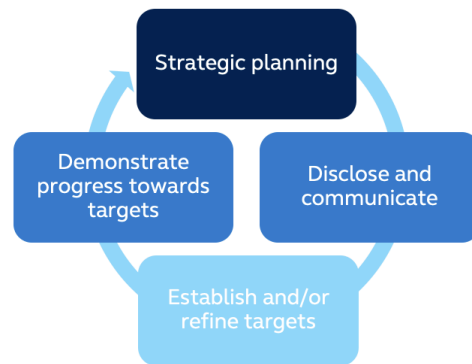 Strategic planning
Disclose and
communicate
Establish and/or
refine targets
Demonstrate
progress towards
targets